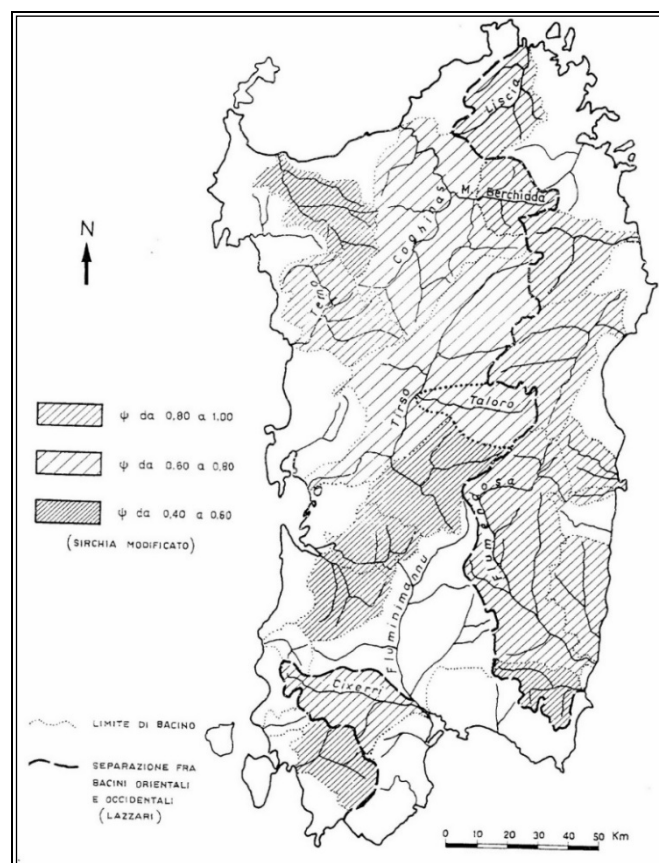 Liscia
M. Berchidda
N
Coghinas
Temo
ψ da 0,80 a 1.00
Taloro
Tirso
ψ da 0.60 a 0,80
ψ da 0,40 a 0.60
(SIRCHIA MODIFICATO)
Flumendosa
Fluminimannu
Cixerri
LIMITE DI BACINO
SEPARAZIONE FRA
BACINI ORIENTALI
E OCCIDENTALI
(LAZZARI)
0 10 20 30 40 50 Km